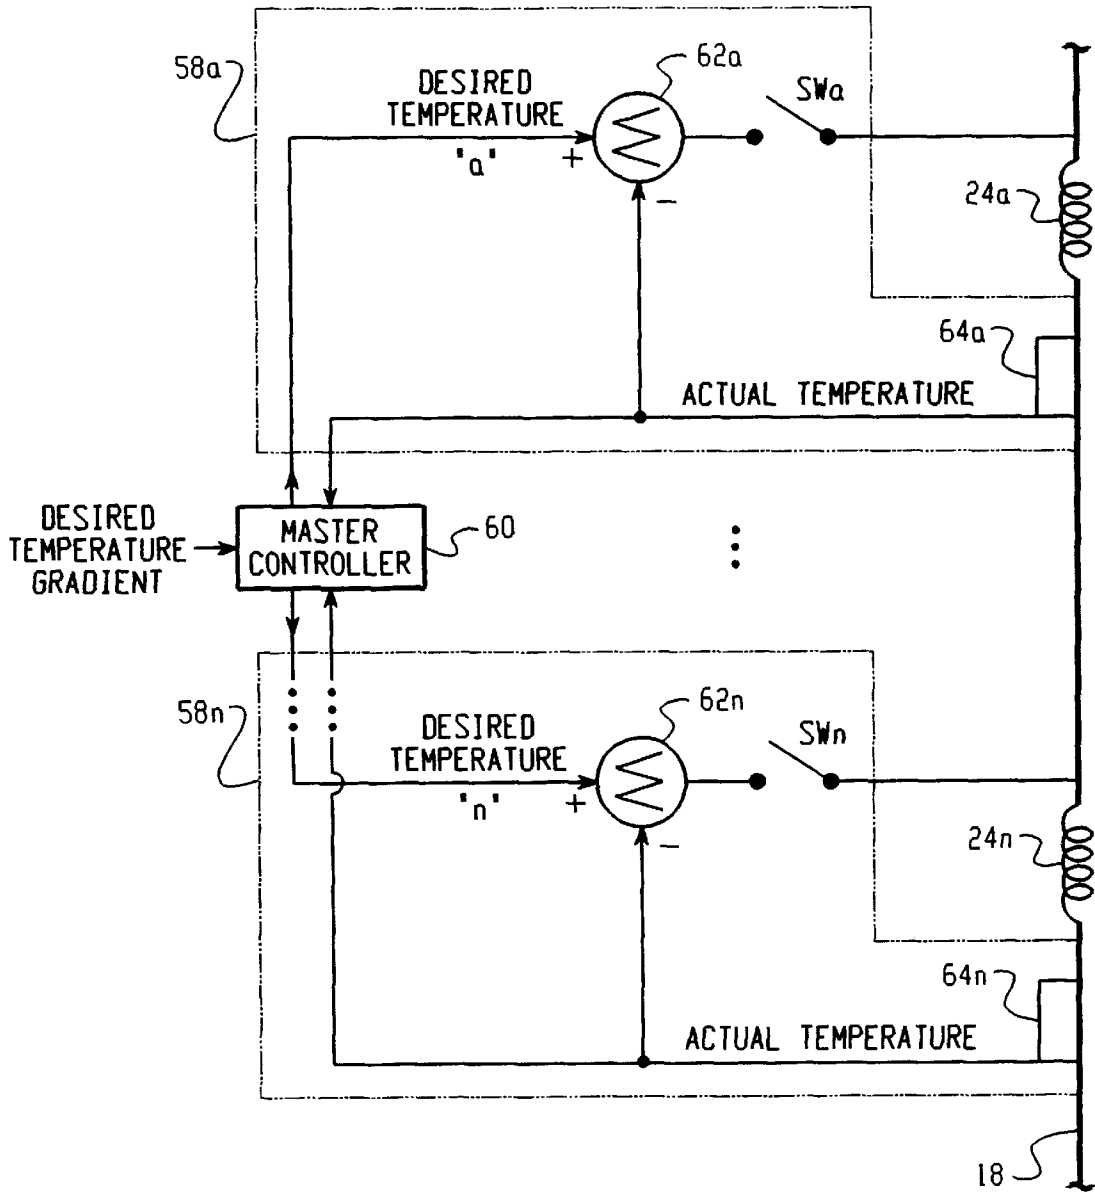 58a
62a
DESIRED
TEMPERATURE
"a"
+
−
SWa
24a
64a
ACTUAL TEMPERATURE
DESIRED
TEMPERATURE
GRADIENT
MASTER
CONTROLLER
60
58n
62n
DESIRED
TEMPERATURE
"n"
+
−
SWn
24n
64n
ACTUAL TEMPERATURE
18